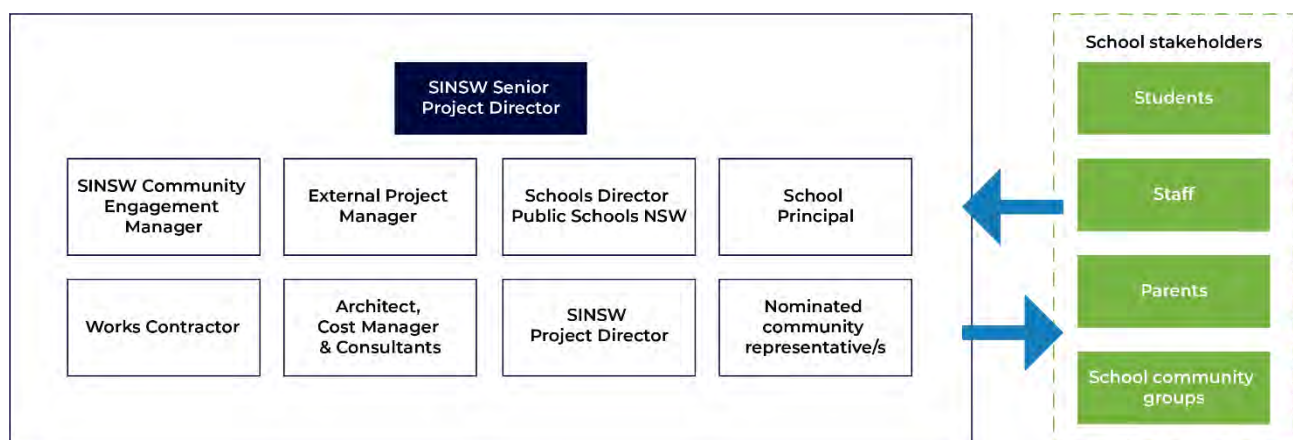 SINSW Senior
Project Director
SINSW Community
Engagement
Manager
External Project
Manager
Schools Director
Public Schools NSW
School
Principal
Works Contractor
Architect,
Cost Manager
& Consultants
SINSW
Project Director
Nominated
community
representative/s
School stakeholders
Students
Staff
Parents
School community
groups